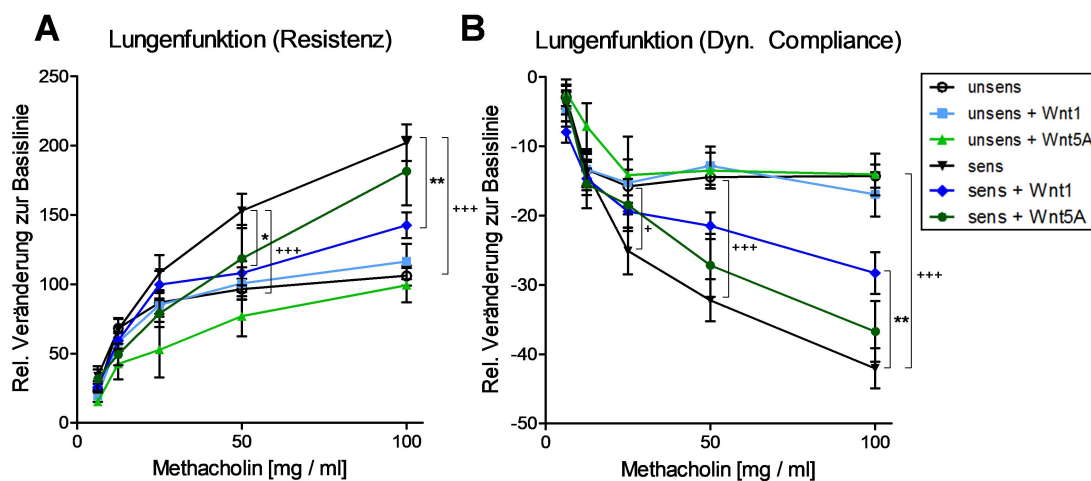 A
Lungenfunktion (Resistenz)
Rel. Veränderung zur Basislinie
250
200
150
100
50
0
0
50
100
Methacholin [mg / ml]
*
+++
**
+++
B
Lungenfunktion (Dyn. Compliance)
Rel. Veränderung zur Basislinie
0
-10
-20
-30
-40
-50
0
50
100
Methacholin [mg / ml]
+
+++
**
+++
unsens
unsens + Wnt1
unsens + Wnt5A
sens
sens + Wnt1
sens + Wnt5A